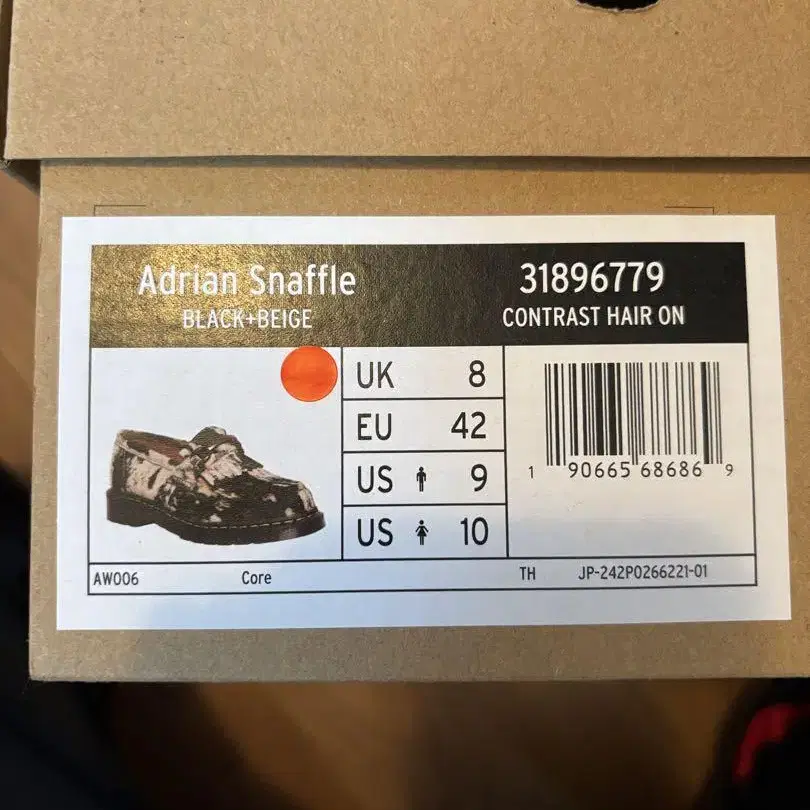 Adrian Snaffle
BLACK+BEIGE
31896779
CONTRAST HAIR ON
UK 8
EU 42
US 9
US 10
1 90665 68686 9
AW006 Core TH JP-242P0266221-01